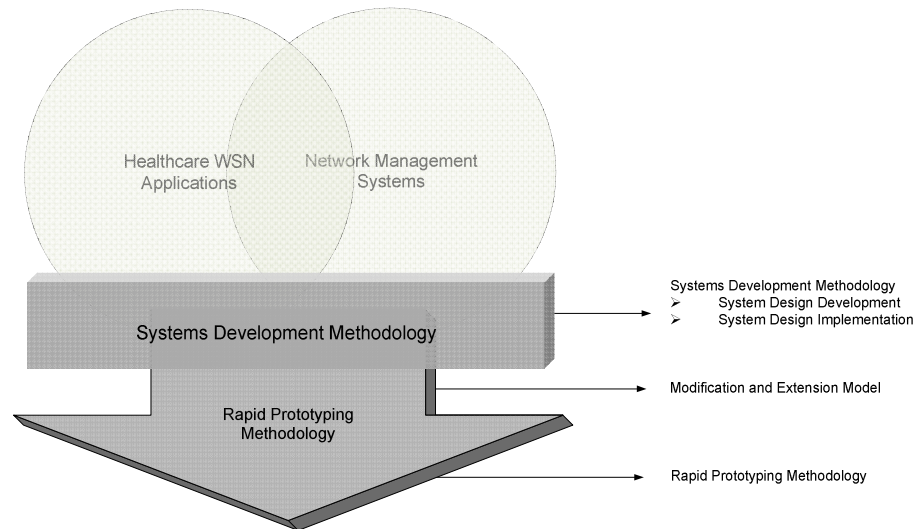 Healthcare WSN
Applications
Network Management
Systems
Systems Development Methodology
Rapid Prototyping
Methodology
Systems Development Methodology
➢ System Design Development
➢ System Design Implementation
Modification and Extension Model
Rapid Prototyping Methodology